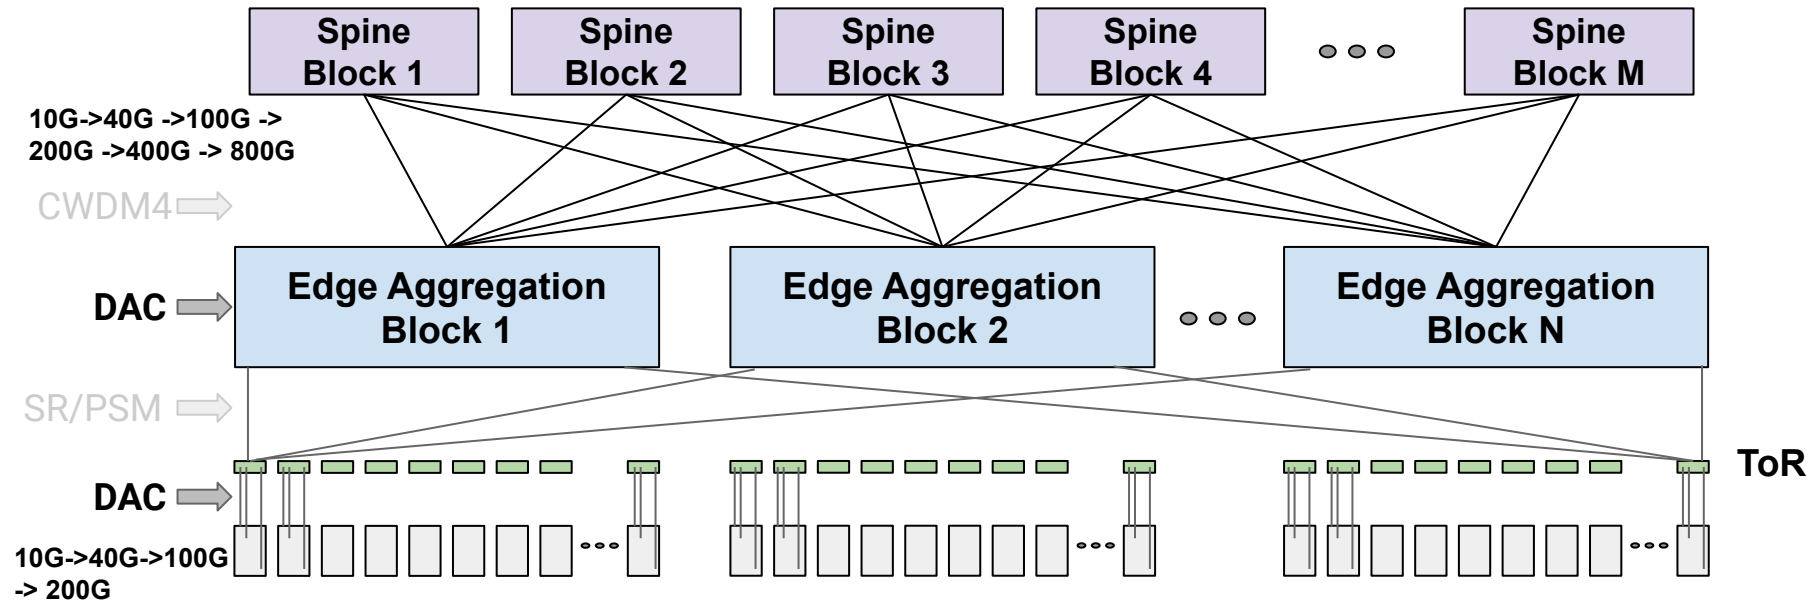 Spine
Block 1
Spine
Block 2
Spine
Block 3
Spine
Block 4
Spine
Block M
10G->40G ->100G ->
200G ->400G -> 800G
CWDM4
DAC
Edge Aggregation
Block 1
Edge Aggregation
Block 2
Edge Aggregation
Block N
SR/PSM
ToR
DAC
10G->40G->100G
-> 200G